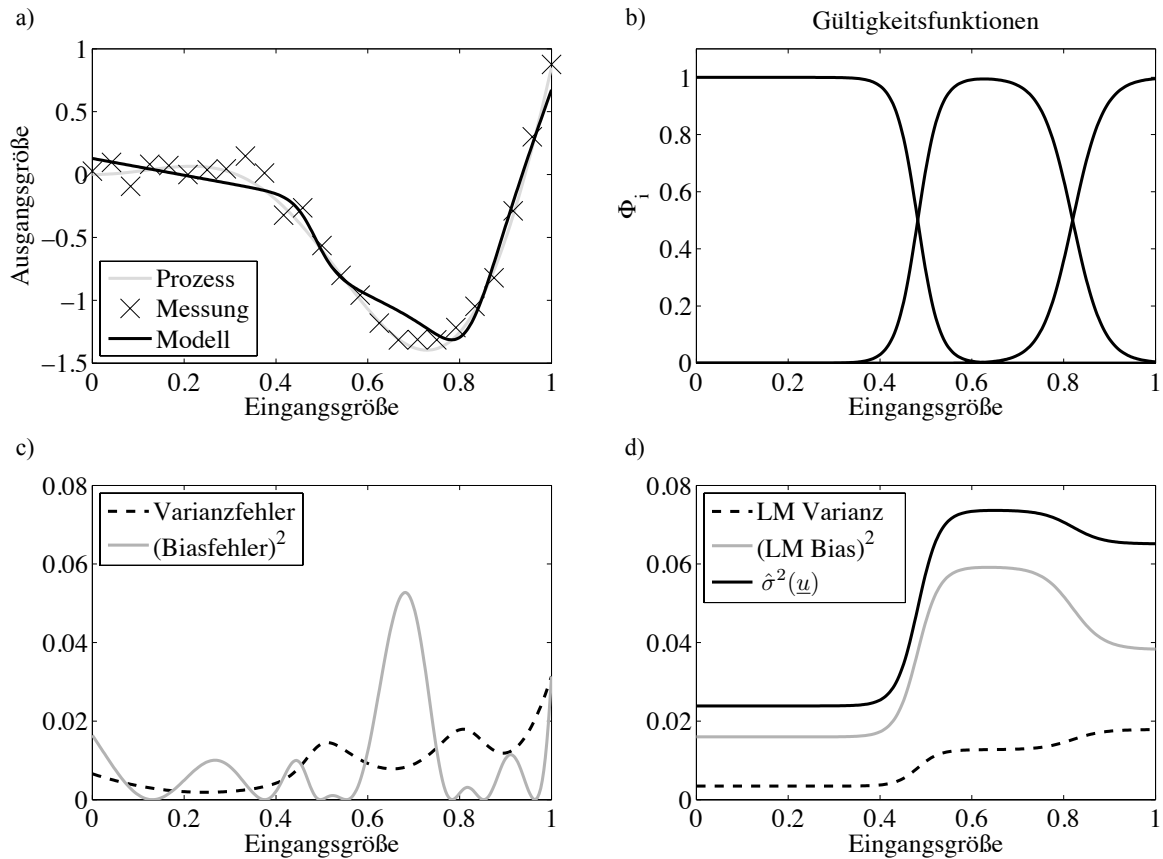 a)
1
0.5
0
−0.5
−1
−1.5
Ausgangsgröße
Prozess
Messung
Modell
0 0.2 0.4 0.6 0.8 1
Eingangsgröße
b)
Gültigkeitsfunktionen
1
0.8
0.6
0.4
0.2
0
Φi
0 0.2 0.4 0.6 0.8 1
Eingangsgröße
c)
0.08
0.06
0.04
0.02
0
Varianzfehler
(Biasfehler)²
0 0.2 0.4 0.6 0.8 1
Eingangsgröße
d)
0.08
0.06
0.04
0.02
0
LM Varianz
(LM Bias)²
σ̂²(u̲)
0 0.2 0.4 0.6 0.8 1
Eingangsgröße